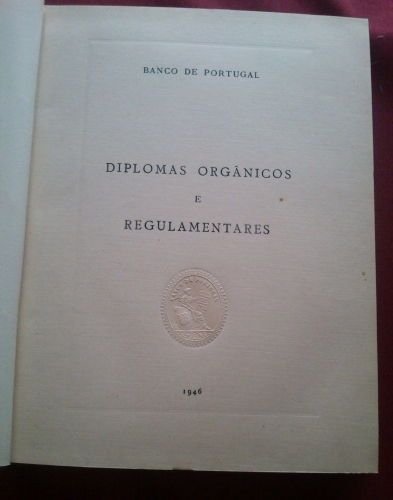 BANCO DE PORTUGAL
DIPLOMAS ORGÂNICOS
E
REGULAMENTARES
1946